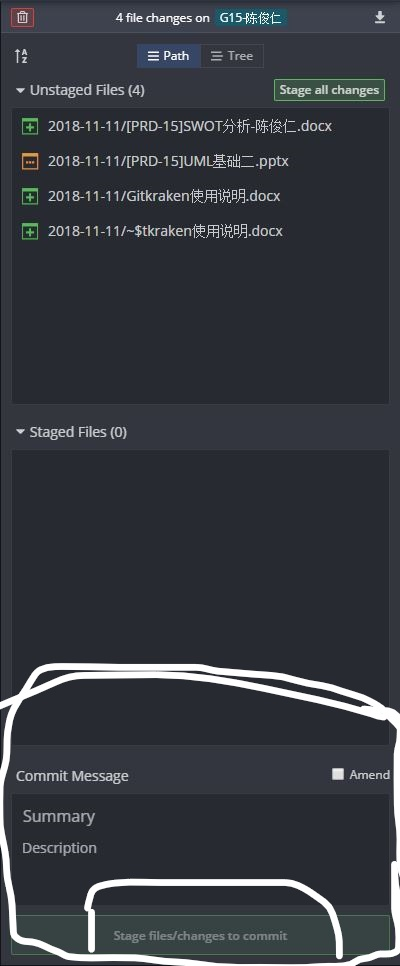 4 file changes on G15-陈俊仁
Path Tree
Unstaged Files (4) Stage all changes
2018-11-11/[PRD-15]SWOT分析-陈俊仁.docx
2018-11-11/[PRD-15]UML基础二.pptx
2018-11-11/Gitkraken使用说明.docx
2018-11-11/~$tkraken使用说明.docx
Staged Files (0)
Commit Message Amend
Summary
Description
Stage files/changes to commit